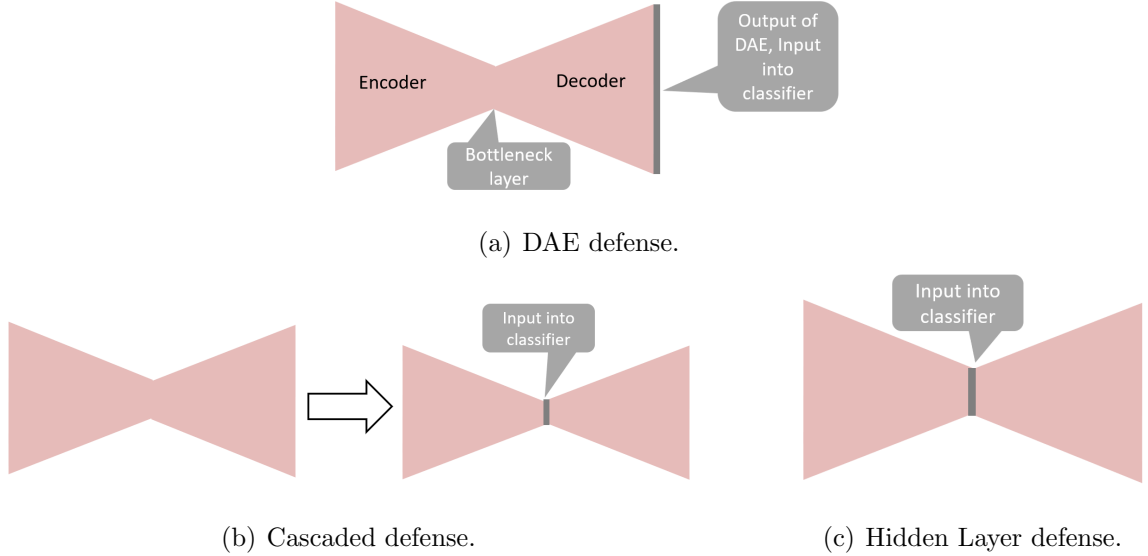 Encoder
Decoder
Output of
DAE, Input
into
classifier
Bottleneck
layer
(a) DAE defense.
Input into
classifier
(b) Cascaded defense.
Input into
classifier
(c) Hidden Layer defense.